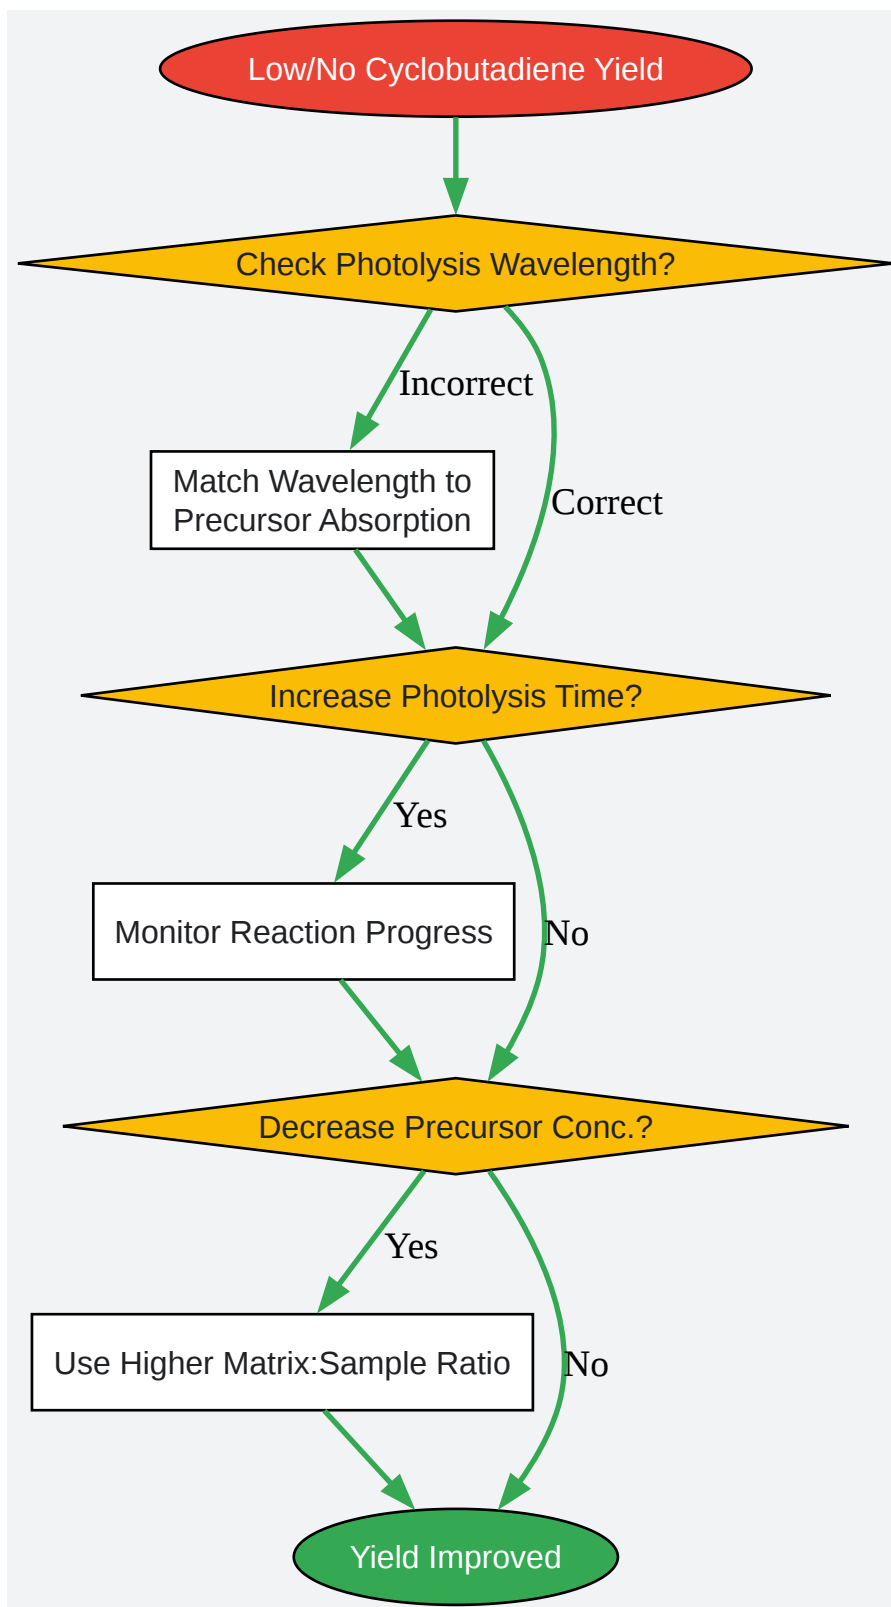 Low/No Cyclobutadiene Yield
Check Photolysis Wavelength?
Incorrect
Match Wavelength to
Precursor Absorption
Correct
Increase Photolysis Time?
Yes
Monitor Reaction Progress
No
Decrease Precursor Conc.?
Yes
Use Higher Matrix:Sample Ratio
No
Yield Improved